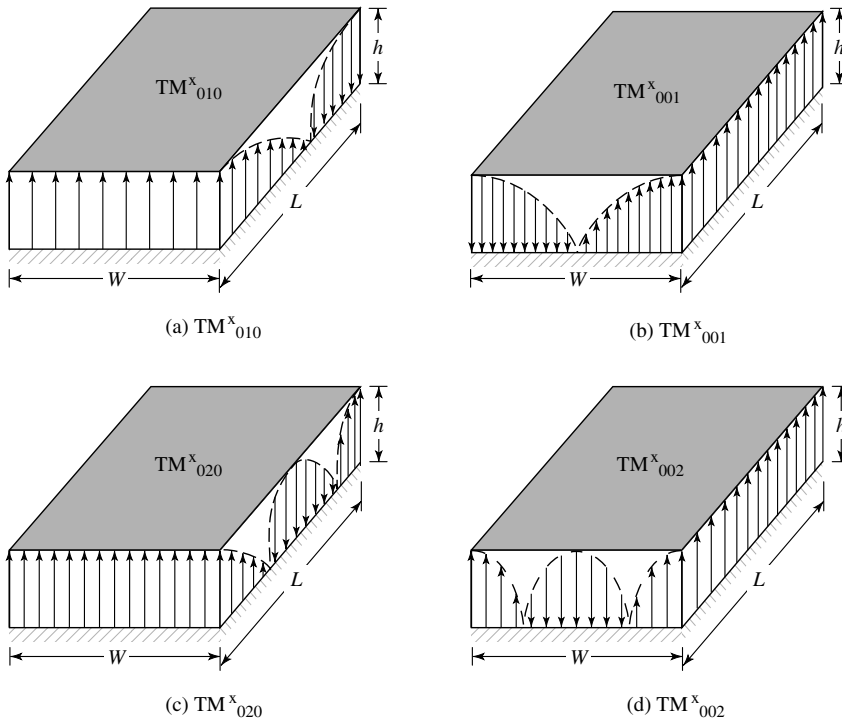 TM^x_010
h
L
W
(a) TM^x_010
TM^x_001
h
L
W
(b) TM^x_001
TM^x_020
h
L
W
(c) TM^x_020
TM^x_002
h
L
W
(d) TM^x_002